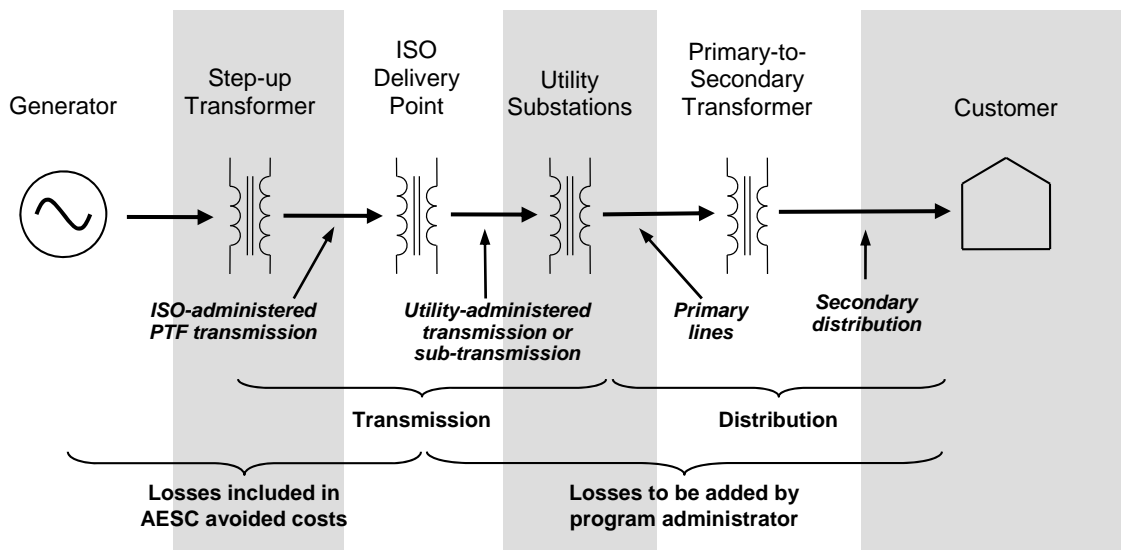 Generator
Step-up
Transformer
ISO
Delivery
Point
Utility
Substations
Primary-to-
Secondary
Transformer
Customer
ISO-administered
PTF transmission
Utility-administered
transmission or
sub-transmission
Primary
lines
Secondary
distribution
Transmission
Distribution
Losses included in
AESC avoided costs
Losses to be added by
program administrator